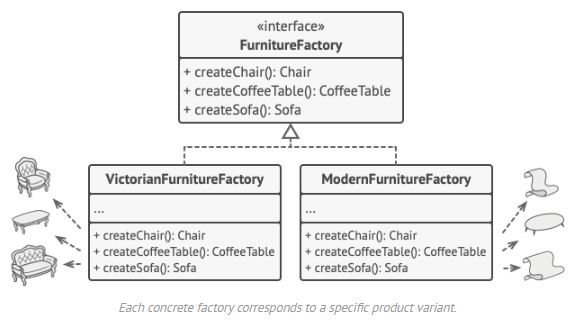 «interface»
FurnitureFactory
+ createChair(): Chair
+ createCoffeeTable(): CoffeeTable
+ createSofa(): Sofa
VictorianFurnitureFactory
...
+ createChair(): Chair
+ createCoffeeTable(): CoffeeTable
+ createSofa(): Sofa
ModernFurnitureFactory
...
+ createChair(): Chair
+ createCoffeeTable(): CoffeeTable
+ createSofa(): Sofa
Each concrete factory corresponds to a specific product variant.